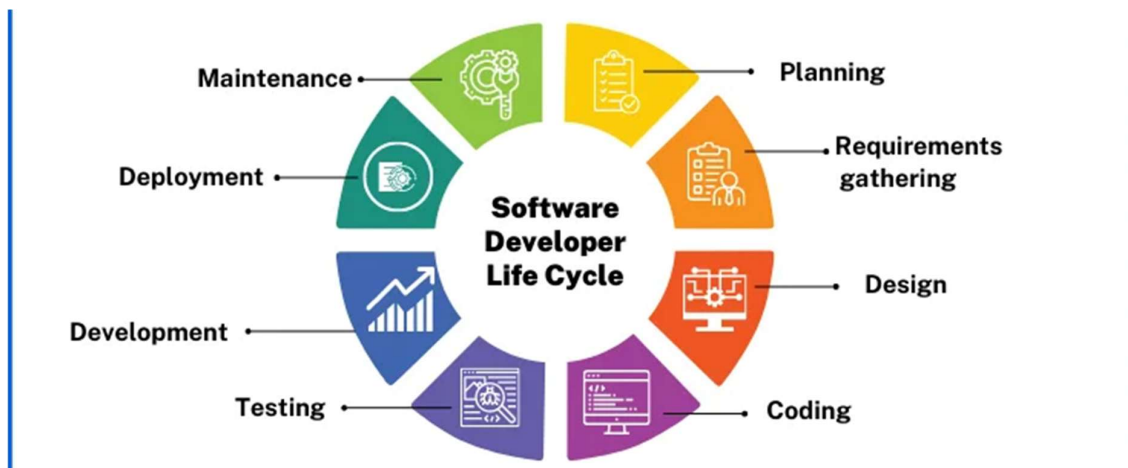 Maintenance
Planning
Requirements
gathering
Deployment
Software
Developer
Life Cycle
Design
Development
Testing
Coding